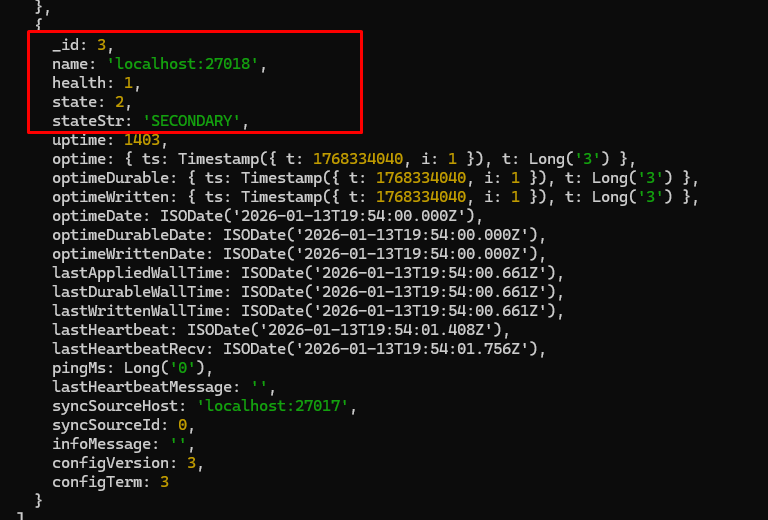 },
{
_id: 3,
name: 'localhost:27018',
health: 1,
state: 2,
stateStr: 'SECONDARY',
uptime: 1403,
optime: { ts: Timestamp({ t: 1768334040, i: 1 }), t: Long('3') },
optimeDurable: { ts: Timestamp({ t: 1768334040, i: 1 }), t: Long('3') },
optimeWritten: { ts: Timestamp({ t: 1768334040, i: 1 }), t: Long('3') },
optimeDate: ISODate('2026-01-13T19:54:00.000Z'),
optimeDurableDate: ISODate('2026-01-13T19:54:00.000Z'),
optimeWrittenDate: ISODate('2026-01-13T19:54:00.000Z'),
lastAppliedWallTime: ISODate('2026-01-13T19:54:00.661Z'),
lastDurableWallTime: ISODate('2026-01-13T19:54:00.661Z'),
lastWrittenWallTime: ISODate('2026-01-13T19:54:00.661Z'),
lastHeartbeat: ISODate('2026-01-13T19:54:01.408Z'),
lastHeartbeatRecv: ISODate('2026-01-13T19:54:01.756Z'),
pingMs: Long('0'),
lastHeartbeatMessage: '',
syncSourceHost: 'localhost:27017',
syncSourceId: 0,
infoMessage: '',
configVersion: 3,
configTerm: 3
}
]